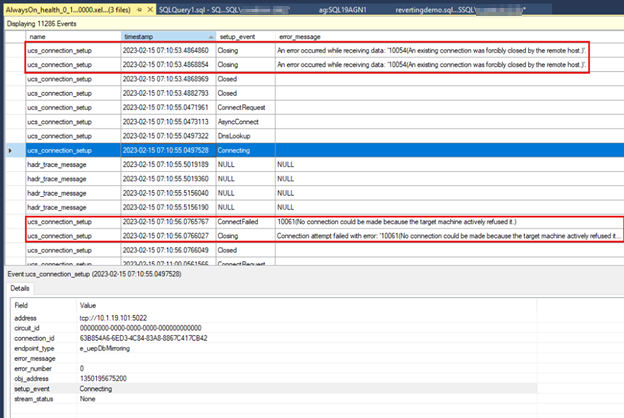 AlwaysOn_health_0_1...0000.xel...(3 files)
SQLQuery1.sql - SQ...SQL\
ag:SQL19AGN1
revertingdemo.sql...SSQL\
Displaying 11286 Events
name timestamp setup_event error_message
ucs_connection_setup 2023-02-15 07:10:53.4864860 Closing An error occurred while receiving data: '10054(An existing connection was forcibly closed by the remote host.)'.
ucs_connection_setup 2023-02-15 07:10:53.4868854 Closing An error occurred while receiving data: '10054(An existing connection was forcibly closed by the remote host.)'.
ucs_connection_setup 2023-02-15 07:10:53.4868969 Closed
ucs_connection_setup 2023-02-15 07:10:53.4882793 Closed
ucs_connection_setup 2023-02-15 07:10:55.0471961 ConnectRequest
ucs_connection_setup 2023-02-15 07:10:55.0473113 AsyncConnect
ucs_connection_setup 2023-02-15 07:10:55.0497322 DnsLookup
ucs_connection_setup 2023-02-15 07:10:55.0497528 Connecting
hadr_trace_message 2023-02-15 07:10:55.5019189 NULL NULL
hadr_trace_message 2023-02-15 07:10:55.5019360 NULL NULL
hadr_trace_message 2023-02-15 07:10:55.5156040 NULL NULL
hadr_trace_message 2023-02-15 07:10:55.5156190 NULL NULL
ucs_connection_setup 2023-02-15 07:10:56.0765767 ConnectFailed 10061(No connection could be made because the target machine actively refused it.)
ucs_connection_setup 2023-02-15 07:10:56.0766027 Closing Connection attempt failed with error: '10061(No connection could be made because the target machine actively refused it...
ucs_connection_setup 2023-02-15 07:10:56.0766049 Closed
ucs_connection_setup 2023-02-15 07:11:00.0561566 ConnectRequest
Event:ucs_connection_setup (2023-02-15 07:10:55.0497528)
Details
Field Value
address tcp://10.1.19.101:5022
circuit_id 00000000-0000-0000-0000-000000000000
connection_id 63B854A6-6ED3-4C84-83A8-8867C417CB42
endpoint_type e_uepDbMirroring
error_message
error_number 0
obj_address 1350195675200
setup_event Connecting
stream_status None